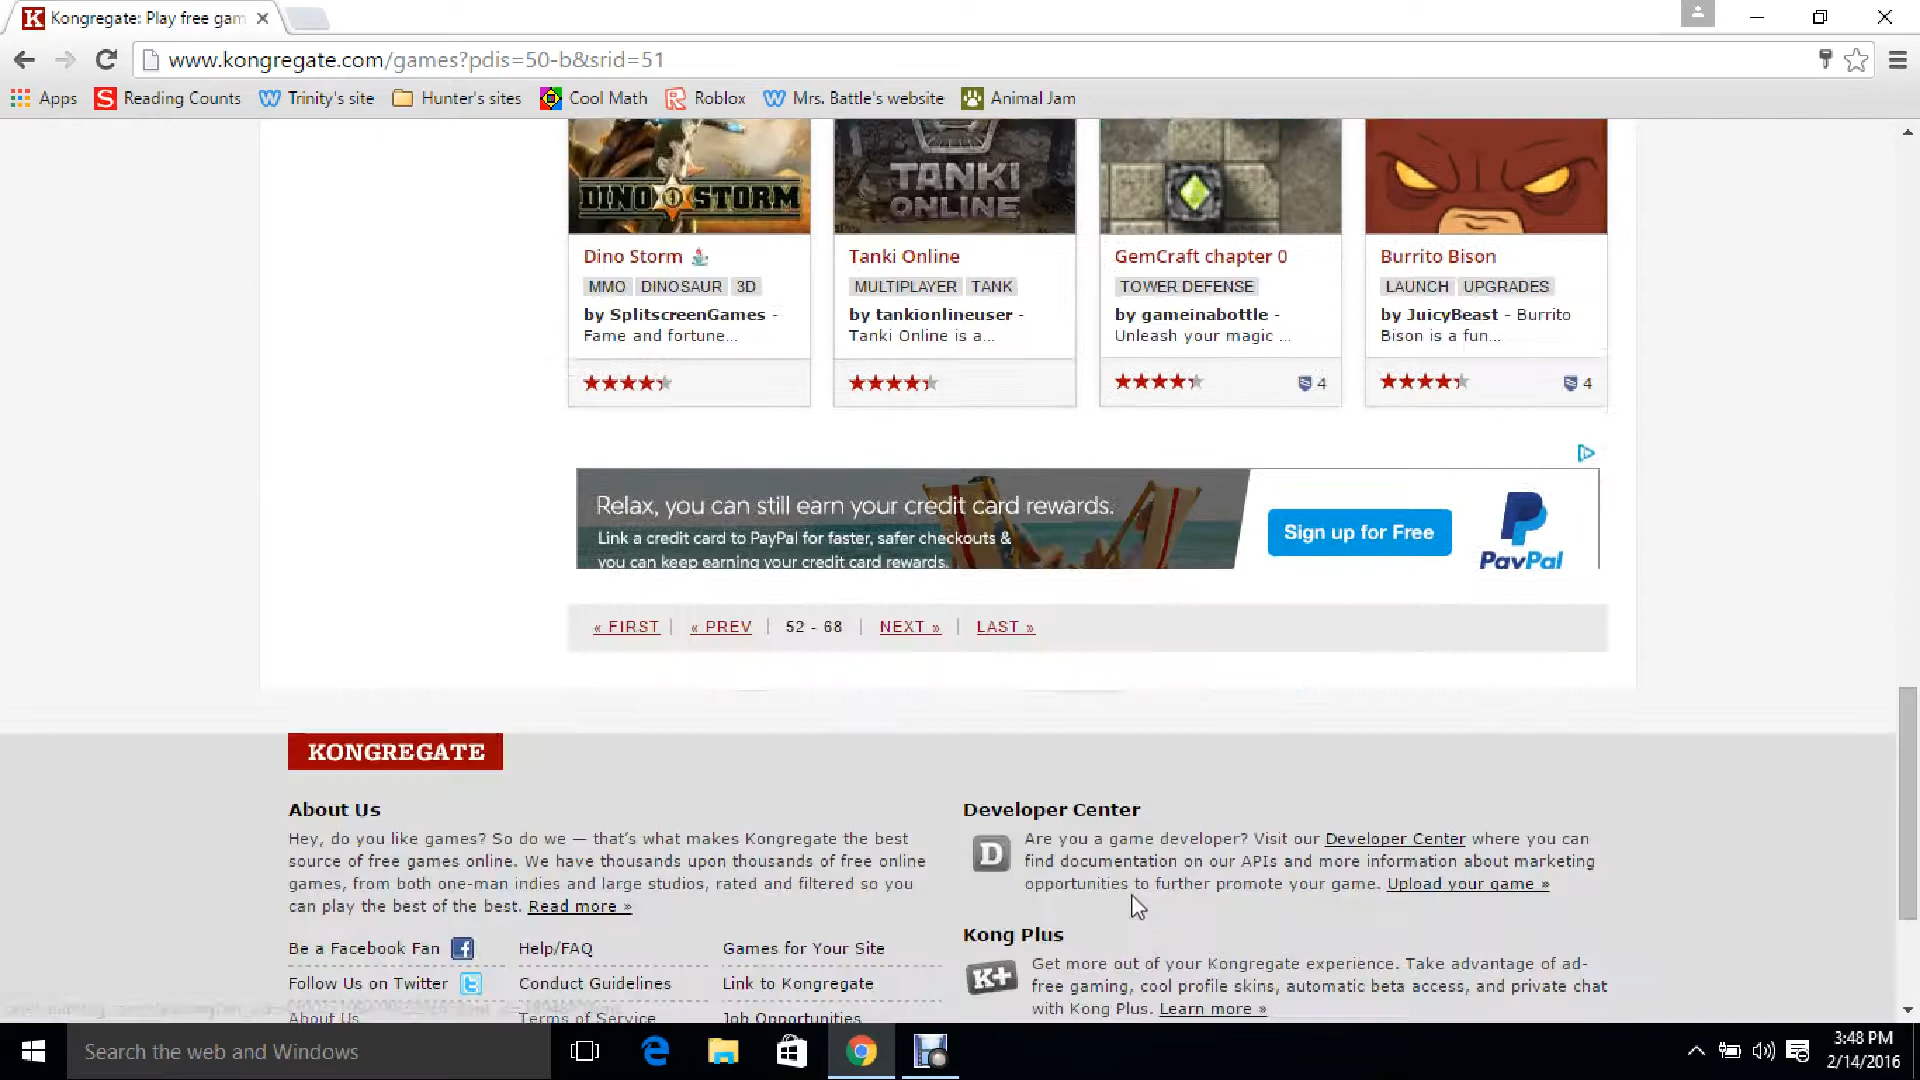 Kongregate: Play free gam
www.kongregate.com/games?pdis=50-b&srid=51
Apps Reading Counts Trinity's site Hunter's sites Cool Math Roblox Mrs. Battle's website Animal Jam
DINO STORM
TANKI
ONLINE
Dino Storm Tanki Online GemCraft chapter 0 Burrito Bison
MMO DINOSAUR 3D MULTIPLAYER TANK TOWER DEFENSE LAUNCH UPGRADES
by SplitscreenGames - by tankionlineuser - by gameinabottle - by JuicyBeast - Burrito
Fame and fortune... Tanki Online is a... Unleash your magic ... Bison is a fun...
4 4
Relax, you can still earn your credit card rewards.
Link a credit card to PayPal for faster, safer checkouts &
you can keep earning your credit card rewards.
Sign up for Free
PayPal
« FIRST | « PREV | 52 - 68 | NEXT » | LAST »
KONGREGATE
About Us
Hey, do you like games? So do we — that's what makes Kongregate the best
source of free games online. We have thousands upon thousands of free online
games, from both one-man indies and large studios, rated and filtered so you
can play the best of the best. Read more »
Be a Facebook Fan Help/FAQ Games for Your Site
Follow Us on Twitter Conduct Guidelines Link to Kongregate
About Us Terms of Service Job Opportunities
Developer Center
D
Are you a game developer? Visit our Developer Center where you can
find documentation on our APIs and more information about marketing
opportunities to further promote your game. Upload your game »
Kong Plus
K+
Get more out of your Kongregate experience. Take advantage of ad-
free gaming, cool profile skins, automatic beta access, and private chat
with Kong Plus. Learn more »
Search the web and Windows
3:48 PM
2/14/2016